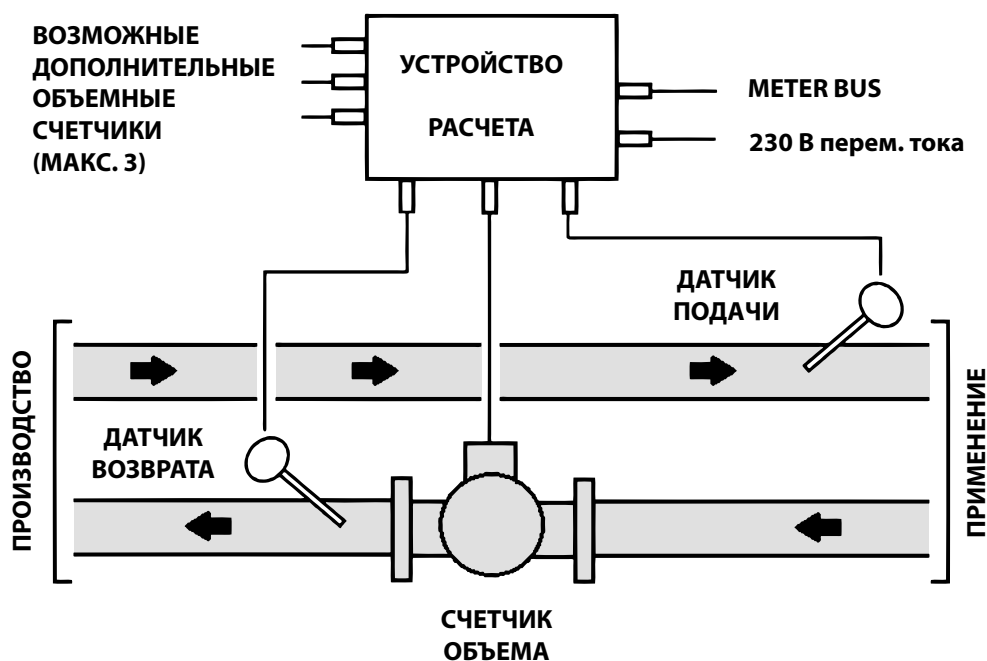 ВОЗМОЖНЫЕ
ДОПОЛНИТЕЛЬНЫЕ
ОБЪЕМНЫЕ
СЧЕТЧИКИ
(МАКС. 3)
УСТРОЙСТВО
РАСЧЕТА
METER BUS
230 В перем. тока
ДАТЧИК
ПОДАЧИ
ПРОИЗВОДСТВО
ДАТЧИК
ВОЗВРАТА
ПРИМЕНЕНИЕ
СЧЕТЧИК
ОБЪЕМА